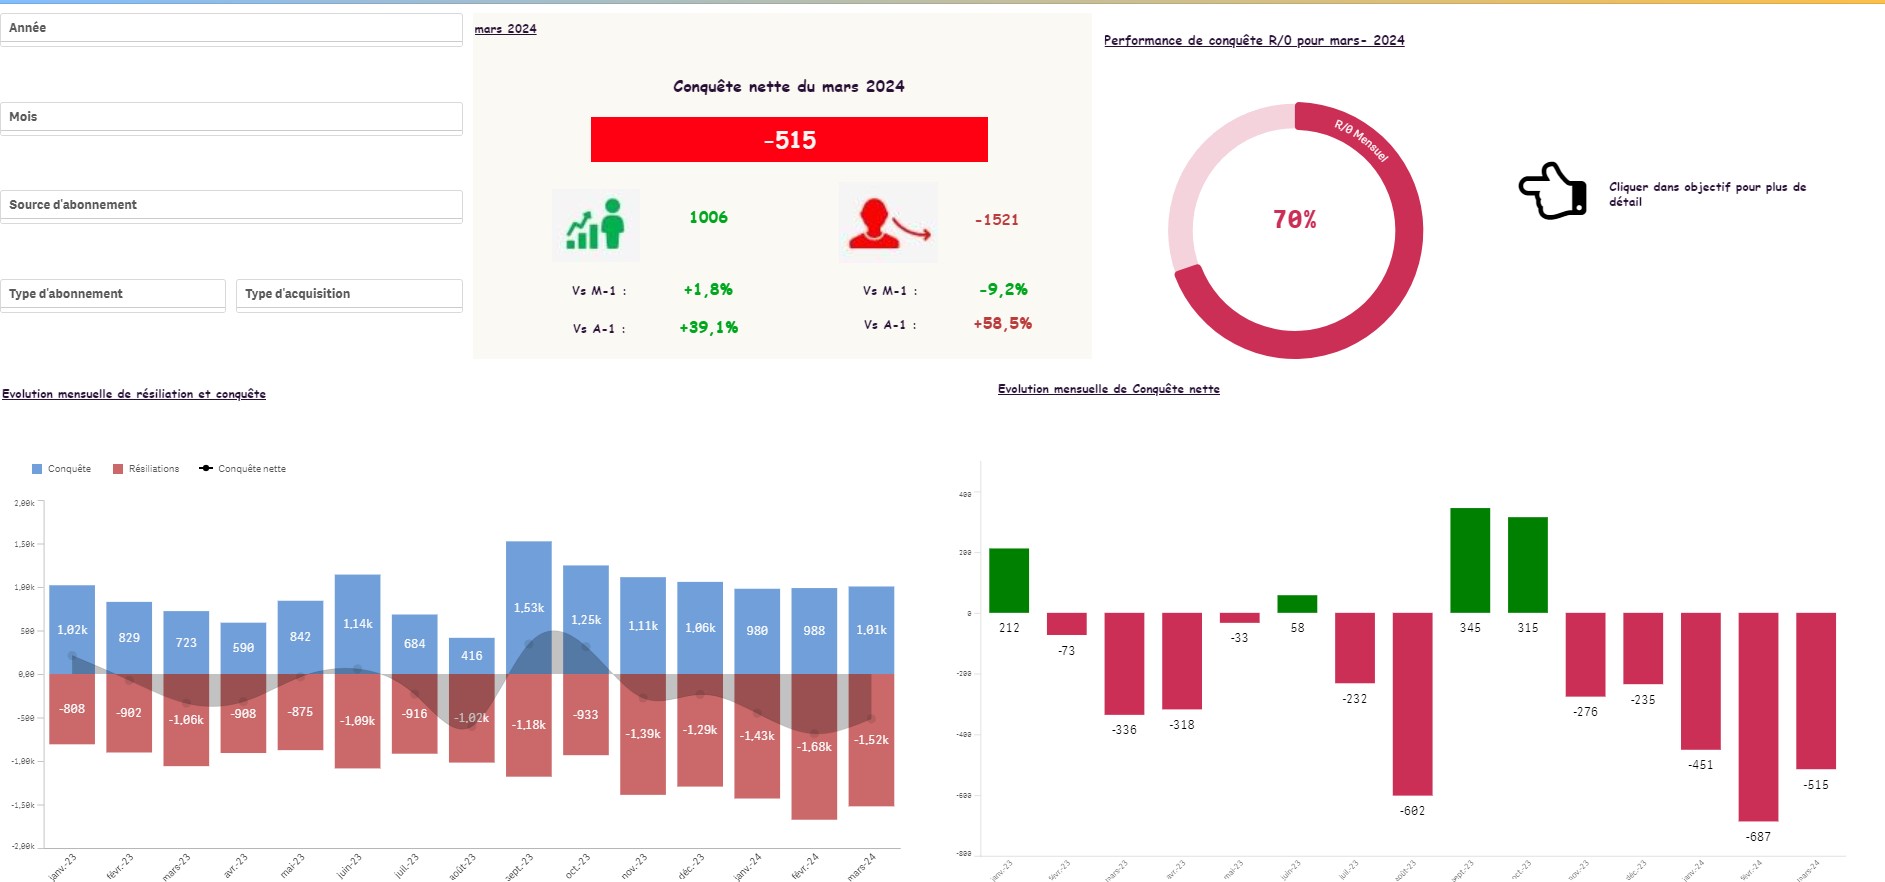 Année
Mois
Source d'abonnement
Type d'abonnement
Type d'acquisition
mars 2024
Conquête nette du mars 2024
-515
1006
-1521
Vs M-1 :
+1,8%
Vs M-1 :
-9,2%
Vs A-1 :
+39,1%
Vs A-1 :
+58,5%
Performance de conquête R/0 pour mars- 2024
R/0 Mensuel
70%
Cliquer dans objectif pour plus de
détail
Evolution mensuelle de résiliation et conquête
Conquête
Résiliations
Conquête nette
2,00k
1,50k
1,00k
500
0,00
-500
-1,00k
-1,50k
-2,00k
1,02k
829
723
590
842
1,14k
684
416
1,53k
1,25k
1,11k
1,06k
980
988
1,01k
-808
-902
-1,06k
-908
-875
-1,09k
-916
-1,02k
-1,18k
-933
-1,39k
-1,29k
-1,43k
-1,68k
-1,52k
janv.-23
févr.-23
mars-23
avr.-23
mai-23
juin-23
juil.-23
août-23
sept.-23
oct.-23
nov.-23
déc.-23
janv.-24
févr.-24
mars-24
Evolution mensuelle de Conquête nette
400
200
0
-200
-400
-600
-800
212
-73
-336
-318
-33
58
-232
-602
345
315
-276
-235
-451
-687
-515
janv.-23
févr.-23
mars-23
avr.-23
mai-23
juin-23
juil.-23
août-23
sept.-23
oct.-23
nov.-23
déc.-23
janv.-24
févr.-24
mars-24